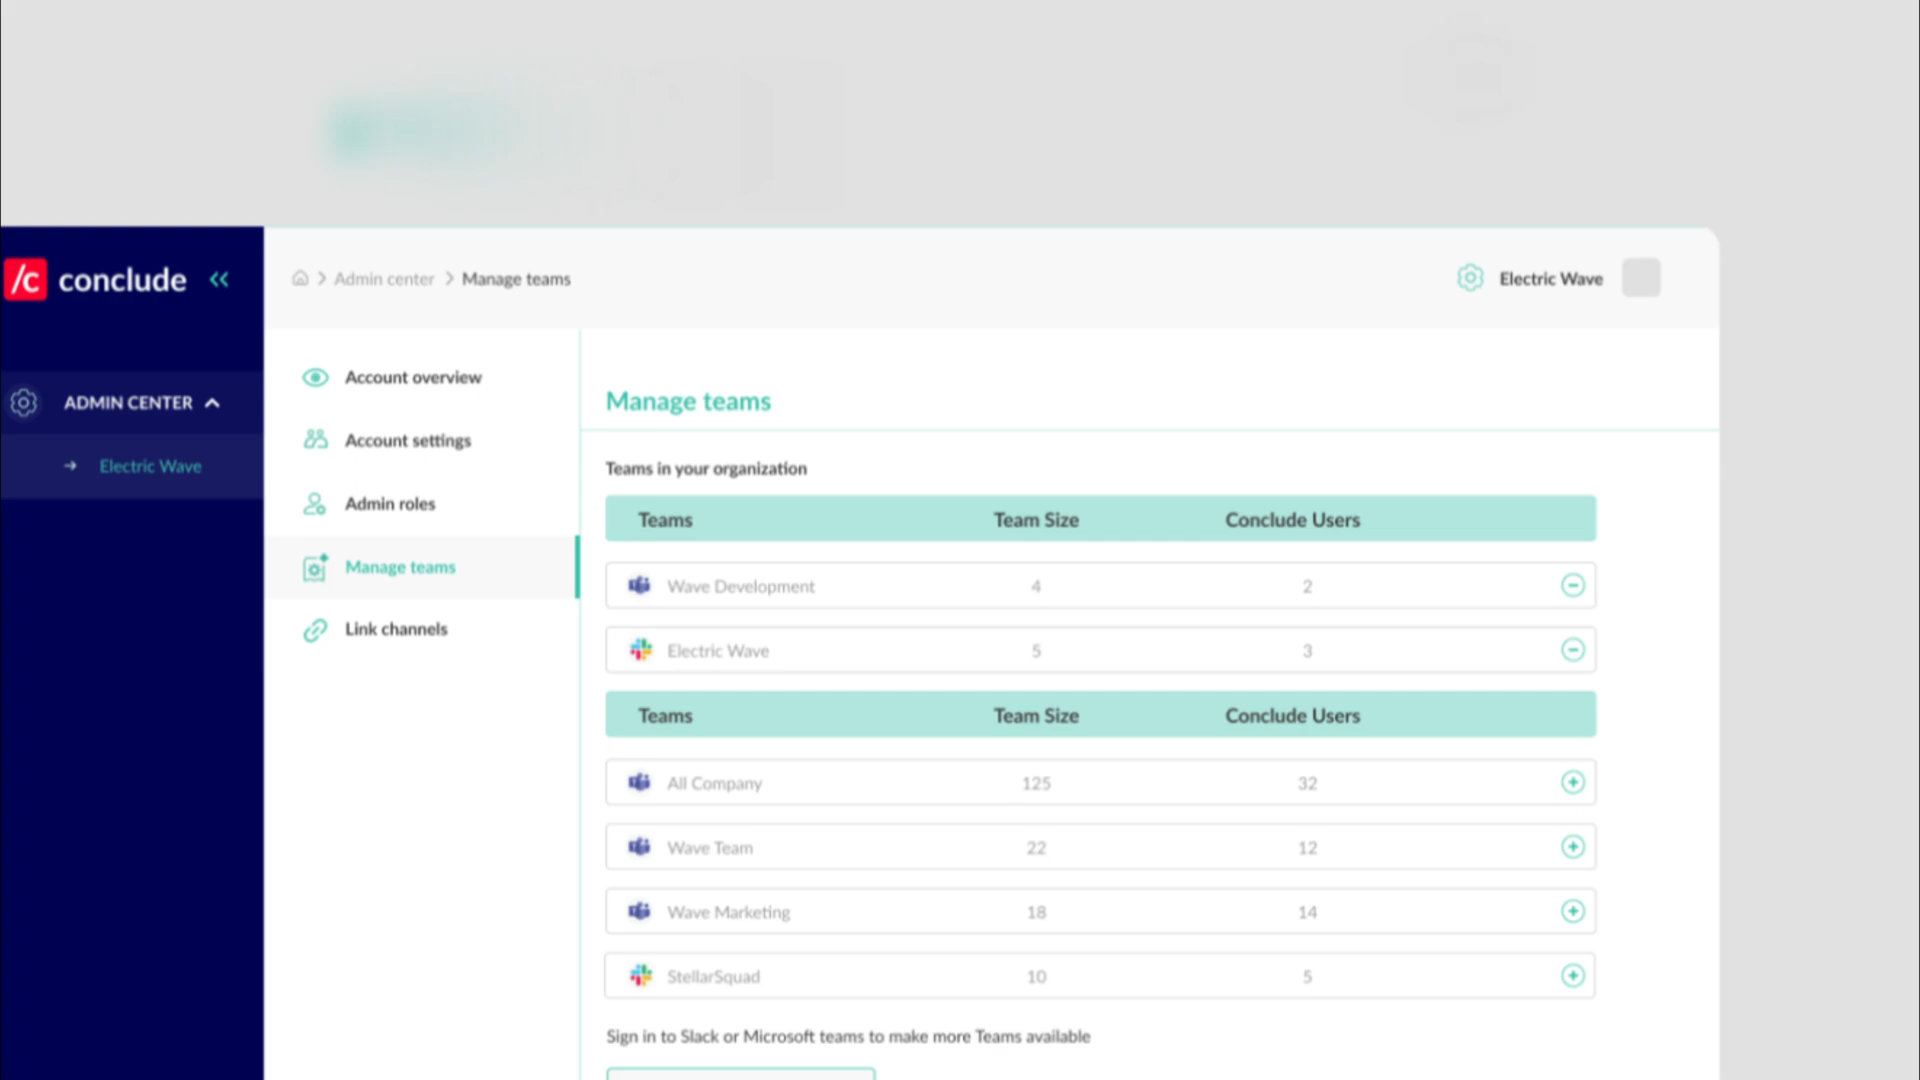 /c conclude
Admin center Manage teams
Electric Wave
ADMIN CENTER
Electric Wave
Account overview
Account settings
Admin roles
Manage teams
Link channels
Manage teams
Teams in your organization
Teams Team Size Conclude Users
Wave Development 4 2
Electric Wave 5 3
Teams Team Size Conclude Users
All Company 125 32
Wave Team 22 12
Wave Marketing 18 14
StellarSquad 10 5
Sign in to Slack or Microsoft teams to make more Teams available